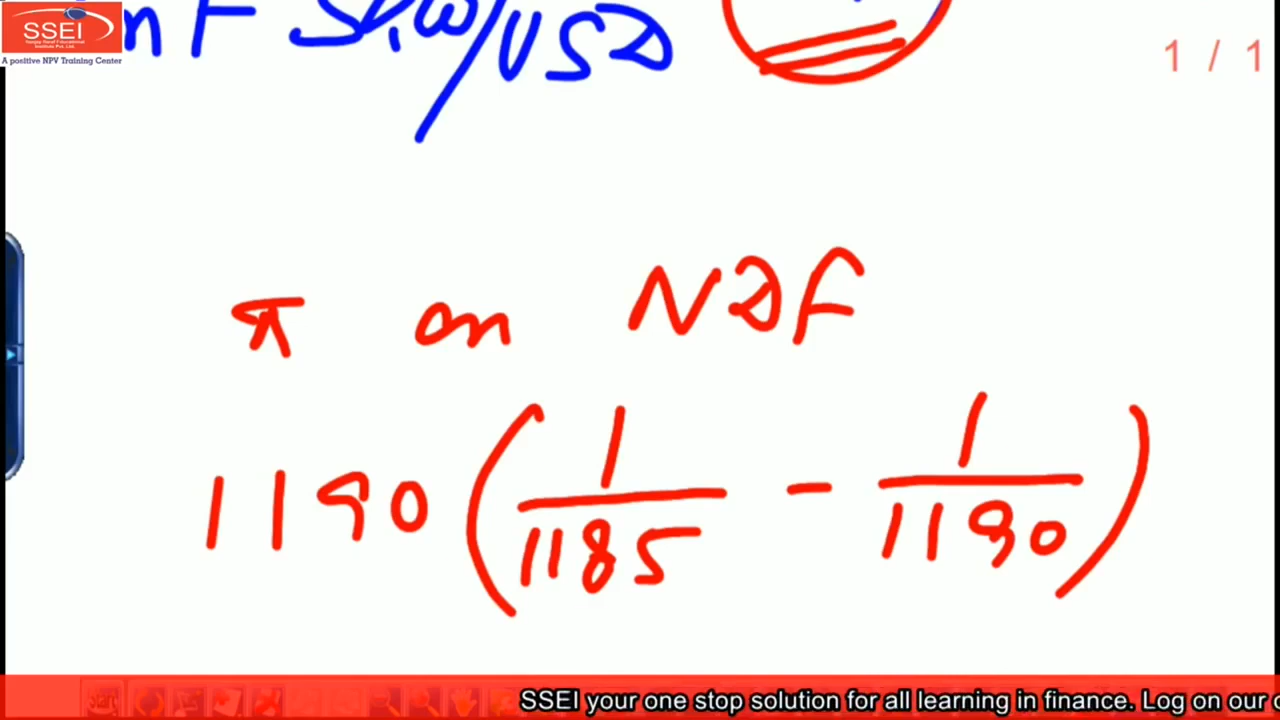 SSEI
A positive NPV Training Center
n F SKW/USD
1 / 1
π on NDF
1190 ( 1/1185 - 1/1190 )
SSEI your one stop solution for all learning in finance. Log on our